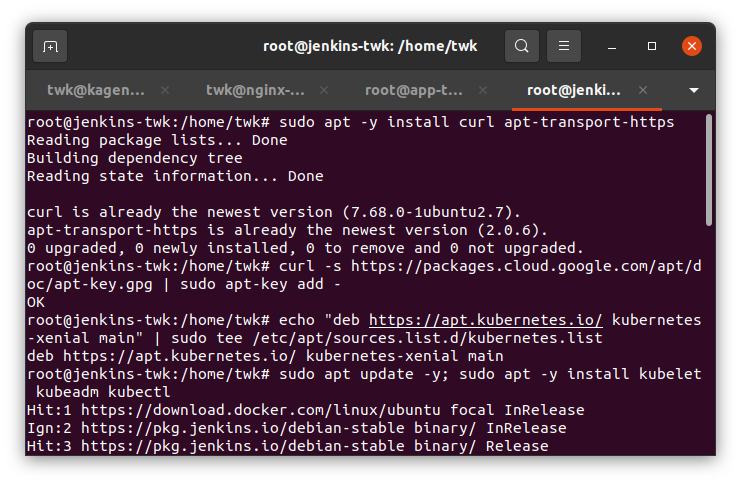 root@jenkins-twk: /home/twk
twk@kagen...
twk@nginx-...
root@app-t...
root@jenki...
root@jenkins-twk:/home/twk# sudo apt -y install curl apt-transport-https
Reading package lists... Done
Building dependency tree
Reading state information... Done
curl is already the newest version (7.68.0-1ubuntu2.7).
apt-transport-https is already the newest version (2.0.6).
0 upgraded, 0 newly installed, 0 to remove and 0 not upgraded.
root@jenkins-twk:/home/twk# curl -s https://packages.cloud.google.com/apt/d
oc/apt-key.gpg | sudo apt-key add -
OK
root@jenkins-twk:/home/twk# echo "deb https://apt.kubernetes.io/ kubernetes
-xenial main" | sudo tee /etc/apt/sources.list.d/kubernetes.list
deb https://apt.kubernetes.io/ kubernetes-xenial main
root@jenkins-twk:/home/twk# sudo apt update -y; sudo apt -y install kubelet
 kubeadm kubectl
Hit:1 https://download.docker.com/linux/ubuntu focal InRelease
Ign:2 https://pkg.jenkins.io/debian-stable binary/ InRelease
Hit:3 https://pkg.jenkins.io/debian-stable binary/ Release